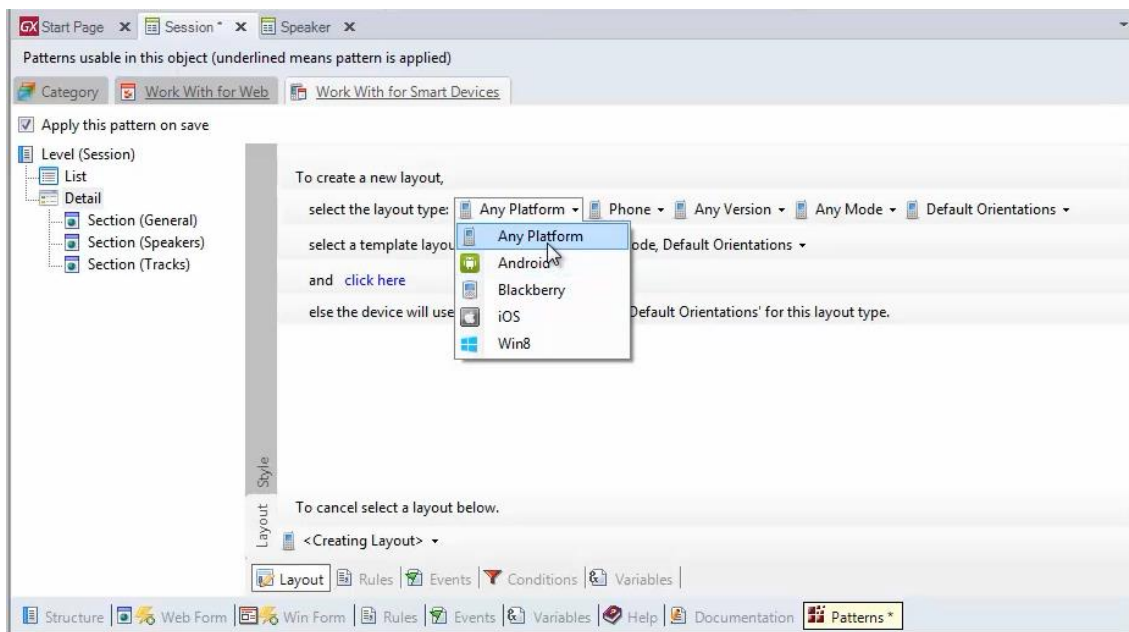 GX Start Page X Session * X Speaker X
Patterns usable in this object (underlined means pattern is applied)
Category Work With for Web Work With for Smart Devices
Apply this pattern on save
Level (Session)
List
Detail
Section (General)
Section (Speakers)
Section (Tracks)
To create a new layout,
select the layout type: Any Platform Phone Any Version Any Mode Default Orientations
select a template layou ode, Default Orientations
and click here
else the device will use Default Orientations' for this layout type.
Any Platform
Android
Blackberry
iOS
Win8
Style
Layout
To cancel select a layout below.
<Creating Layout>
Layout Rules Events Conditions Variables
Structure Web Form Win Form Rules Events Variables Help Documentation Patterns *